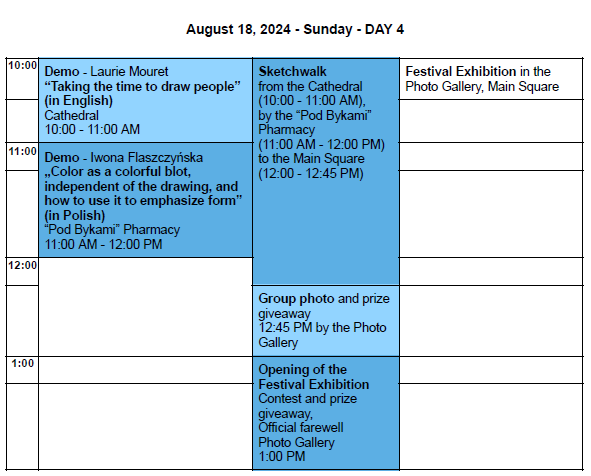 August 18, 2024 - Sunday - DAY 4
10:00
Demo - Laurie Mouret
“Taking the time to draw people”
(in English)
Cathedral
10:00 - 11:00 AM
Sketchwalk
from the Cathedral
(10:00 - 11:00 AM),
by the “Pod Bykami”
Pharmacy
(11:00 AM - 12:00 PM)
to the Main Square
(12:00 - 12:45 PM)
Festival Exhibition in the
Photo Gallery, Main Square
11:00
Demo - Iwona Flaszczyńska
„Color as a colorful blot,
independent of the drawing, and
how to use it to emphasize form”
(in Polish)
“Pod Bykami” Pharmacy
11:00 AM - 12:00 PM
12:00
Group photo and prize
giveaway
12:45 PM by the Photo
Gallery
1:00
Opening of the
Festival Exhibition
Contest and prize
giveaway,
Official farewell
Photo Gallery
1:00 PM